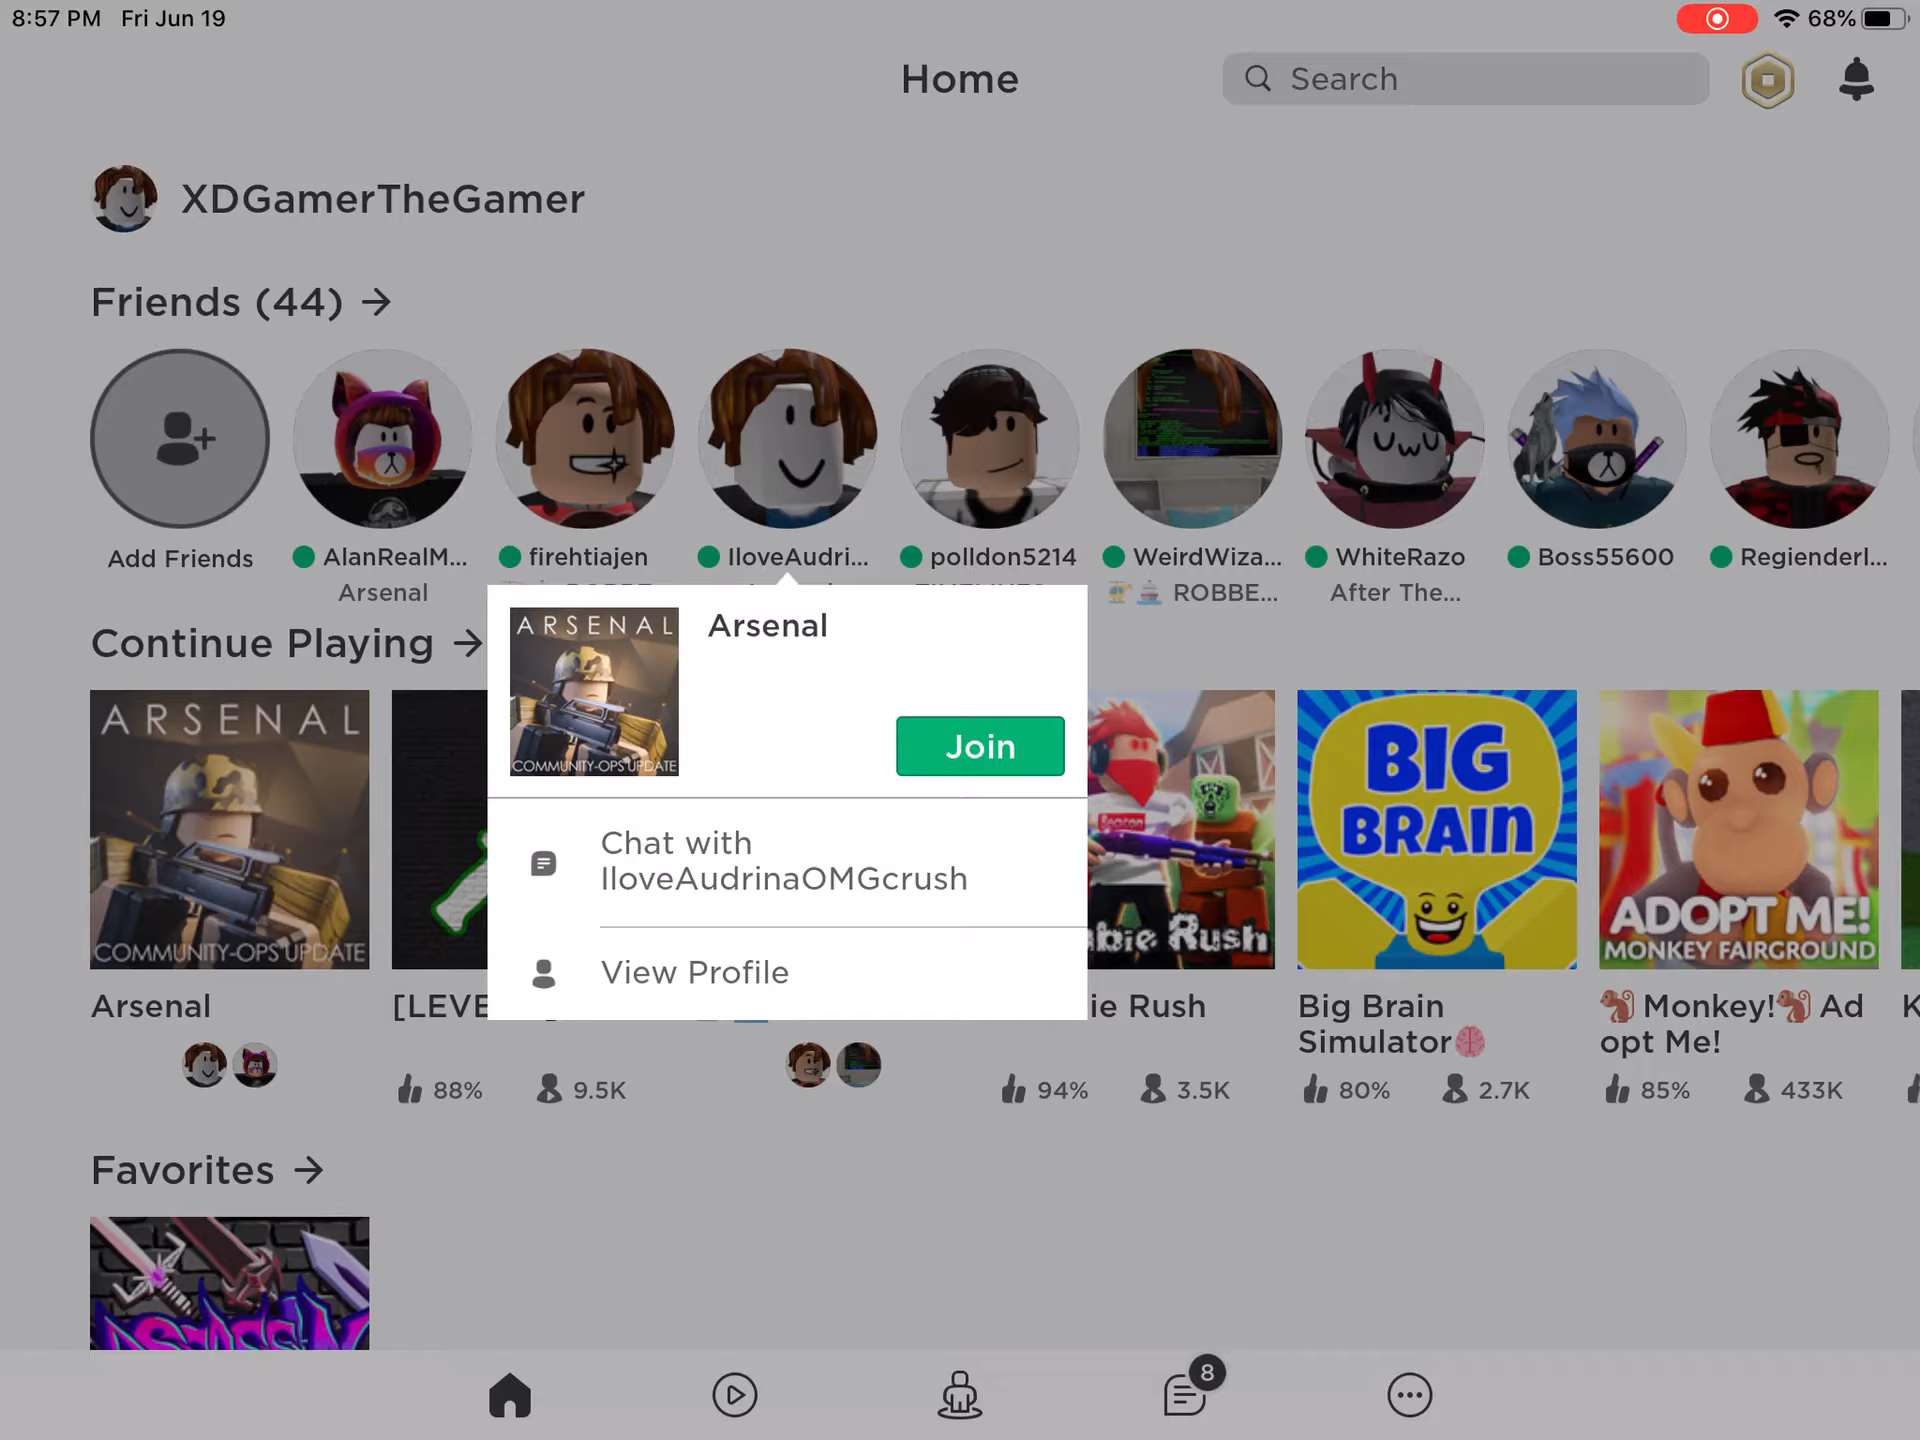 8:57 PM Fri Jun 19
68%
Home
Search
XDGamerTheGamer
Friends (44)
Add Friends
AlanRealM...
firehtiajen
IloveAudri...
polldon5214
WeirdWiza...
WhiteRazo
Boss55600
Regienderl...
Arsenal
ROBBE...
After The...
Continue Playing
Arsenal
Join
Chat with
IloveAudrinaOMGcrush
View Profile
ARSENAL
COMMUNITY-OPS UPDATE
ARSENAL
COMMUNITY-OPS UPDATE
Beacon
bie Rush
BIG
BRAIN
ADOPT ME!
MONKEY FAIRGROUND
Arsenal
[LEVE
ie Rush
Big Brain
Simulator🧠
🐒 Monkey!🐒 Ad
opt Me!
K
88%
9.5K
94%
3.5K
80%
2.7K
85%
433K
Favorites
8